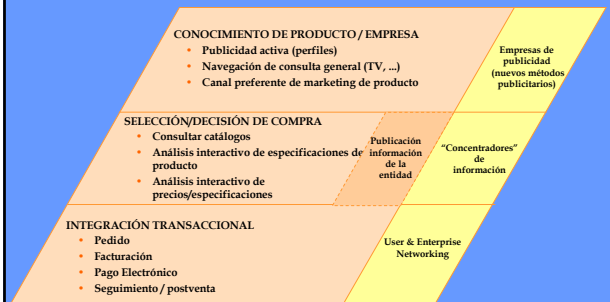 CONOCIMIENTO DE PRODUCTO / EMPRESA
• Publicidad activa (perfiles)
• Navegación de consulta general (TV, ...)
• Canal preferente de marketing de producto
Empresas de
publicidad
(nuevos métodos
publicitarios)
SELECCIÓN/DECISIÓN DE COMPRA
• Consultar catálogos
• Análisis interactivo de especificaciones de
producto
• Análisis interactivo de
precios/especificaciones
Publicación
información
de la
entidad
“Concentradores”
de
información
INTEGRACIÓN TRANSACCIONAL
• Pedido
• Facturación
• Pago Electrónico
• Seguimiento / postventa
User & Enterprise
Networking